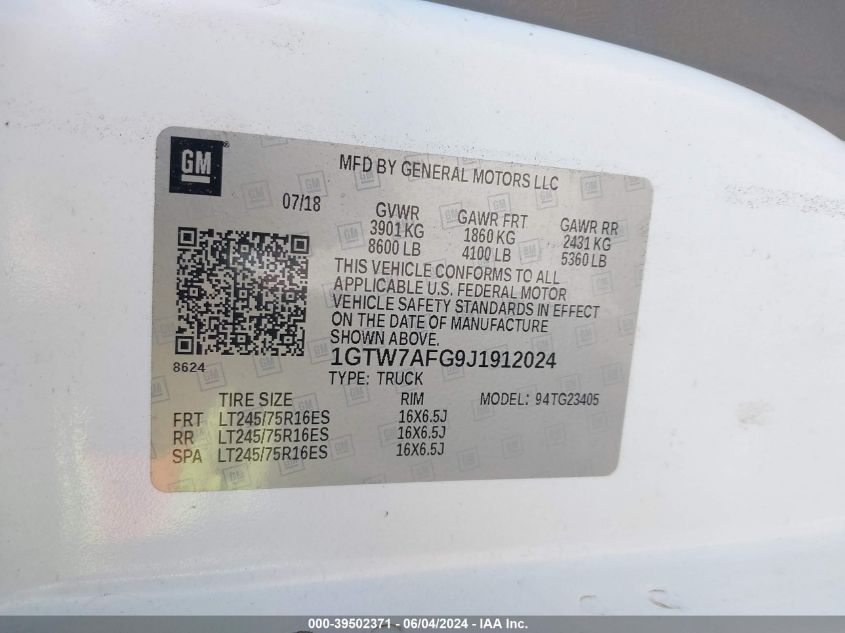 GM
MFD BY GENERAL MOTORS LLC
07/18
GVWR GAWR FRT GAWR RR
3901 KG 1860 KG 2431 KG
8600 LB 4100 LB 5360 LB
THIS VEHICLE CONFORMS TO ALL
APPLICABLE U.S. FEDERAL MOTOR
VEHICLE SAFETY STANDARDS IN EFFECT
ON THE DATE OF MANUFACTURE
SHOWN ABOVE.
8624
1GTW7AFG9J1912024
TYPE: TRUCK
TIRE SIZE RIM MODEL: 94TG23405
FRT LT245/75R16ES 16X6.5J
RR LT245/75R16ES 16X6.5J
SPA LT245/75R16ES 16X6.5J
000-39502371 - 06/04/2024 - IAA Inc.